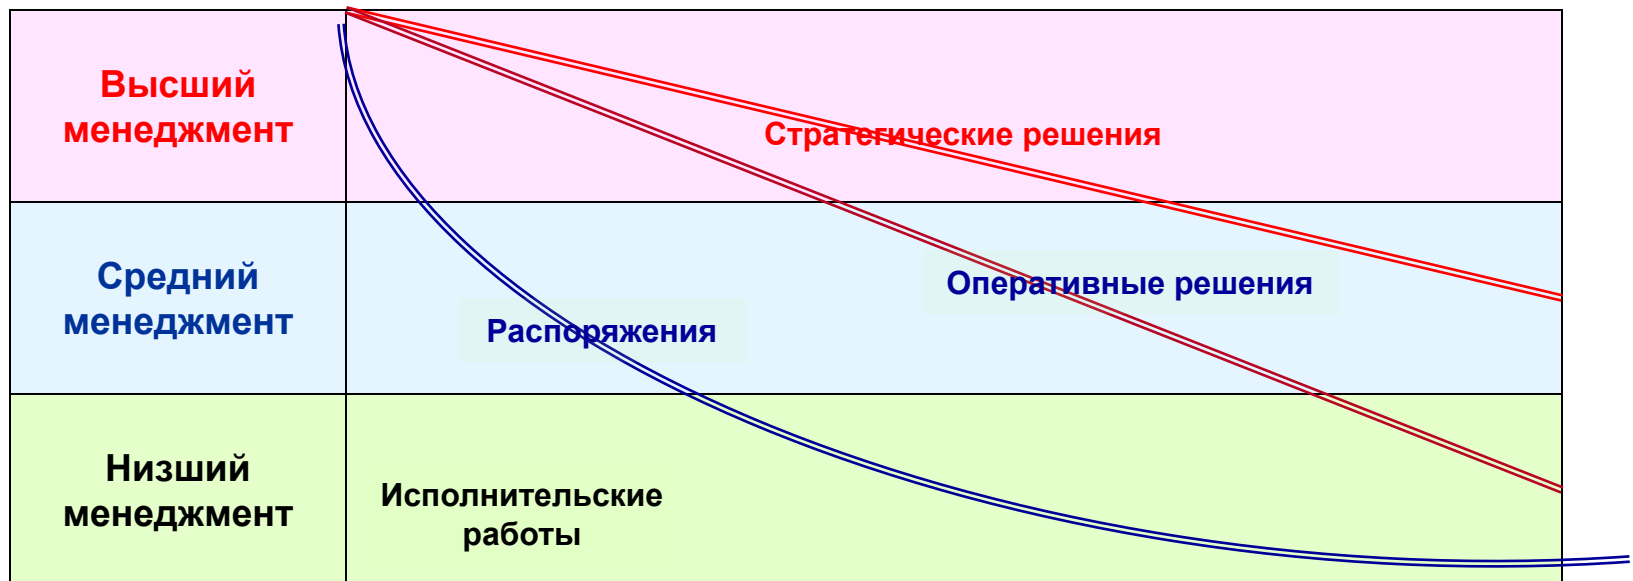 Высший
менеджмент
Стратегические решения
Средний
менеджмент
Оперативные решения
Распоряжения
Низший
менеджмент
Исполнительские
работы